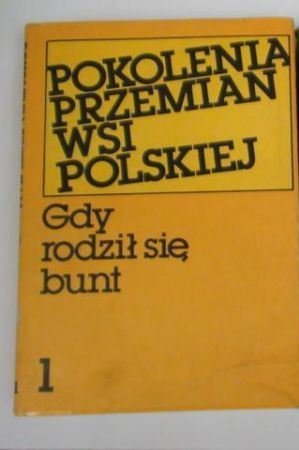 POKOLENIA
PRZEMIAN
WSI
POLSKIEJ
Gdy
rodził się
bunt
1